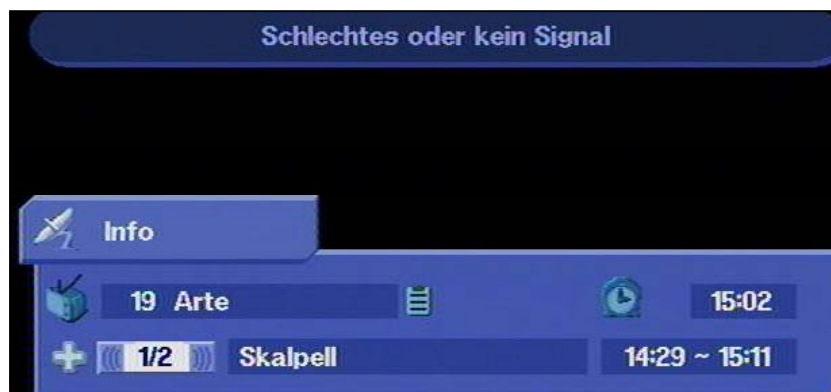 Schlechtes oder kein Signal
Info
19 Arte 15:02
1/2 Skalpell 14:29 ~ 15:11